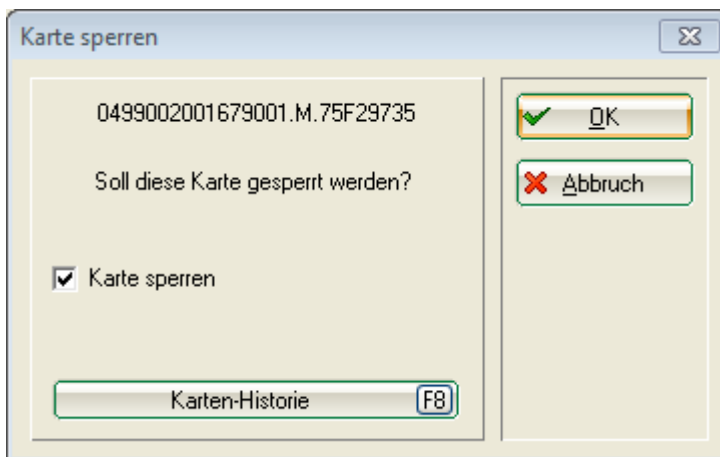 Karte sperren
0499002001679001.M.75F29735
Soll diese Karte gesperrt werden?
Karte sperren
Karten-Historie F8
OK
Abbruch